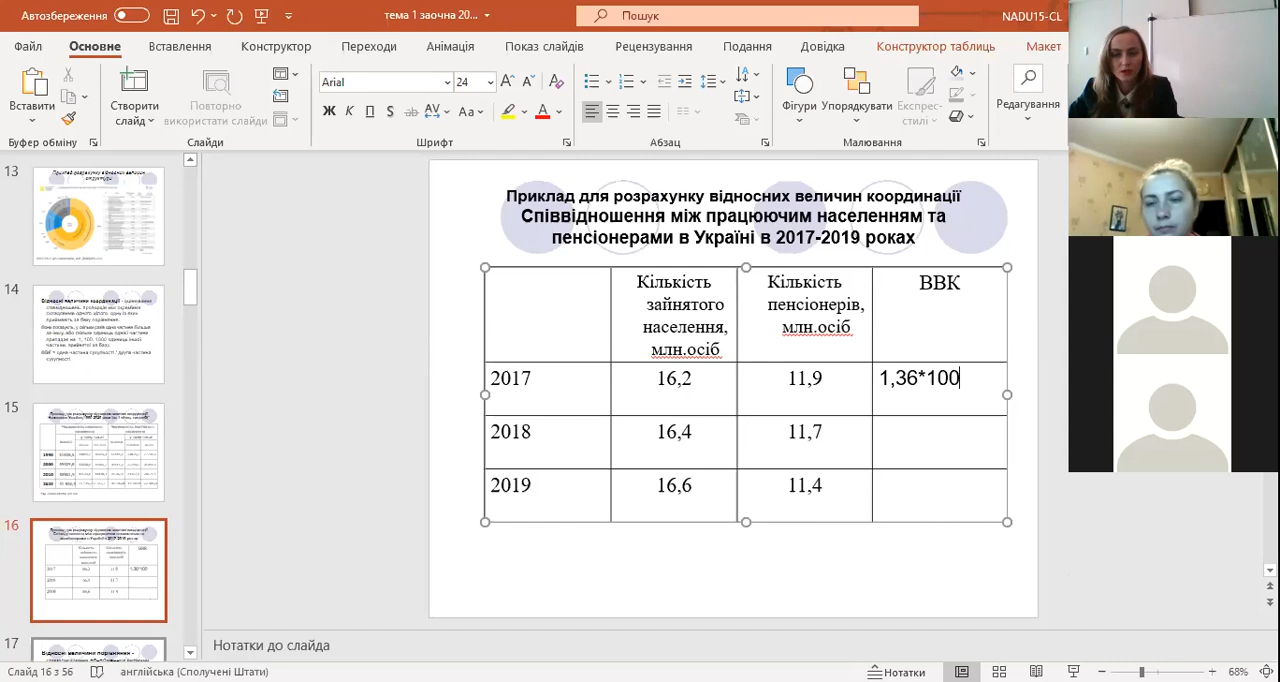 Автозбереження
тема 1 заочна 20...
Пошук
NADU15-CL
Файл Основне Вставлення Конструктор Переходи Анімація Показ слайдів Рецензування Подання Довідка Конструктор таблиць Макет
Вставити
Буфер обміну
Створити слайд
Повторно використати слайди
Слайди
Arial 24
Ж К П S ab AV Aa А
Шрифт
Абзац
Фігури
Упорядкувати
Експрес-стилі
Малювання
Редагування
13
14
15
16
17
Приклад для розрахунку відносних величин координації
Співвідношення між працюючим населенням та
пенсіонерами в Україні в 2017-2019 роках
Кількість зайнятого населення, млн.осіб
Кількість пенсіонерів, млн.осіб
ВВК
2017 16,2 11,9 1,36*100
2018 16,4 11,7
2019 16,6 11,4
Нотатки до слайда
Слайд 16 з 56 англійська (Сполучені Штати) Нотатки 68%